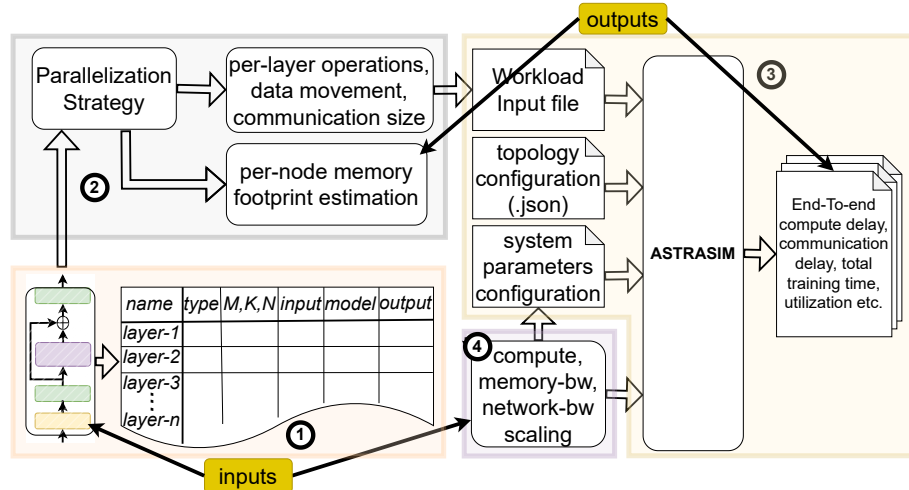 outputs
Parallelization
Strategy
per-layer operations,
data movement,
communication size
per-node memory
footprint estimation
2
Workload
Input file
topology
configuration
(.json)
system
parameters
configuration
ASTRASIM
3
End-To-end
compute delay,
communication
delay, total
training time,
utilization etc.
name type M,K,N input model output
layer-1
layer-2
layer-3
layer-n
1
4
compute,
memory-bw,
network-bw
scaling
inputs